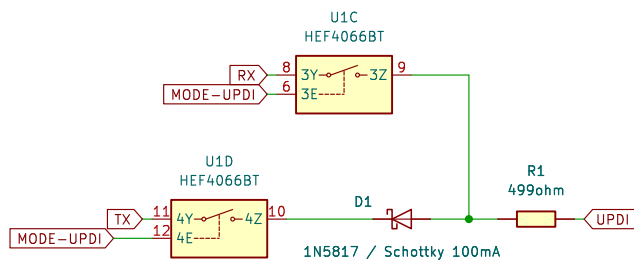 U1C
HEF4066BT
RX 8 3Y 3Z 9
MODE-UPDI 6 3E
U1D
HEF4066BT
TX 11 4Y 4Z 10
MODE-UPDI 12 4E
D1
1N5817 / Schottky 100mA
R1
499ohm
UPDI